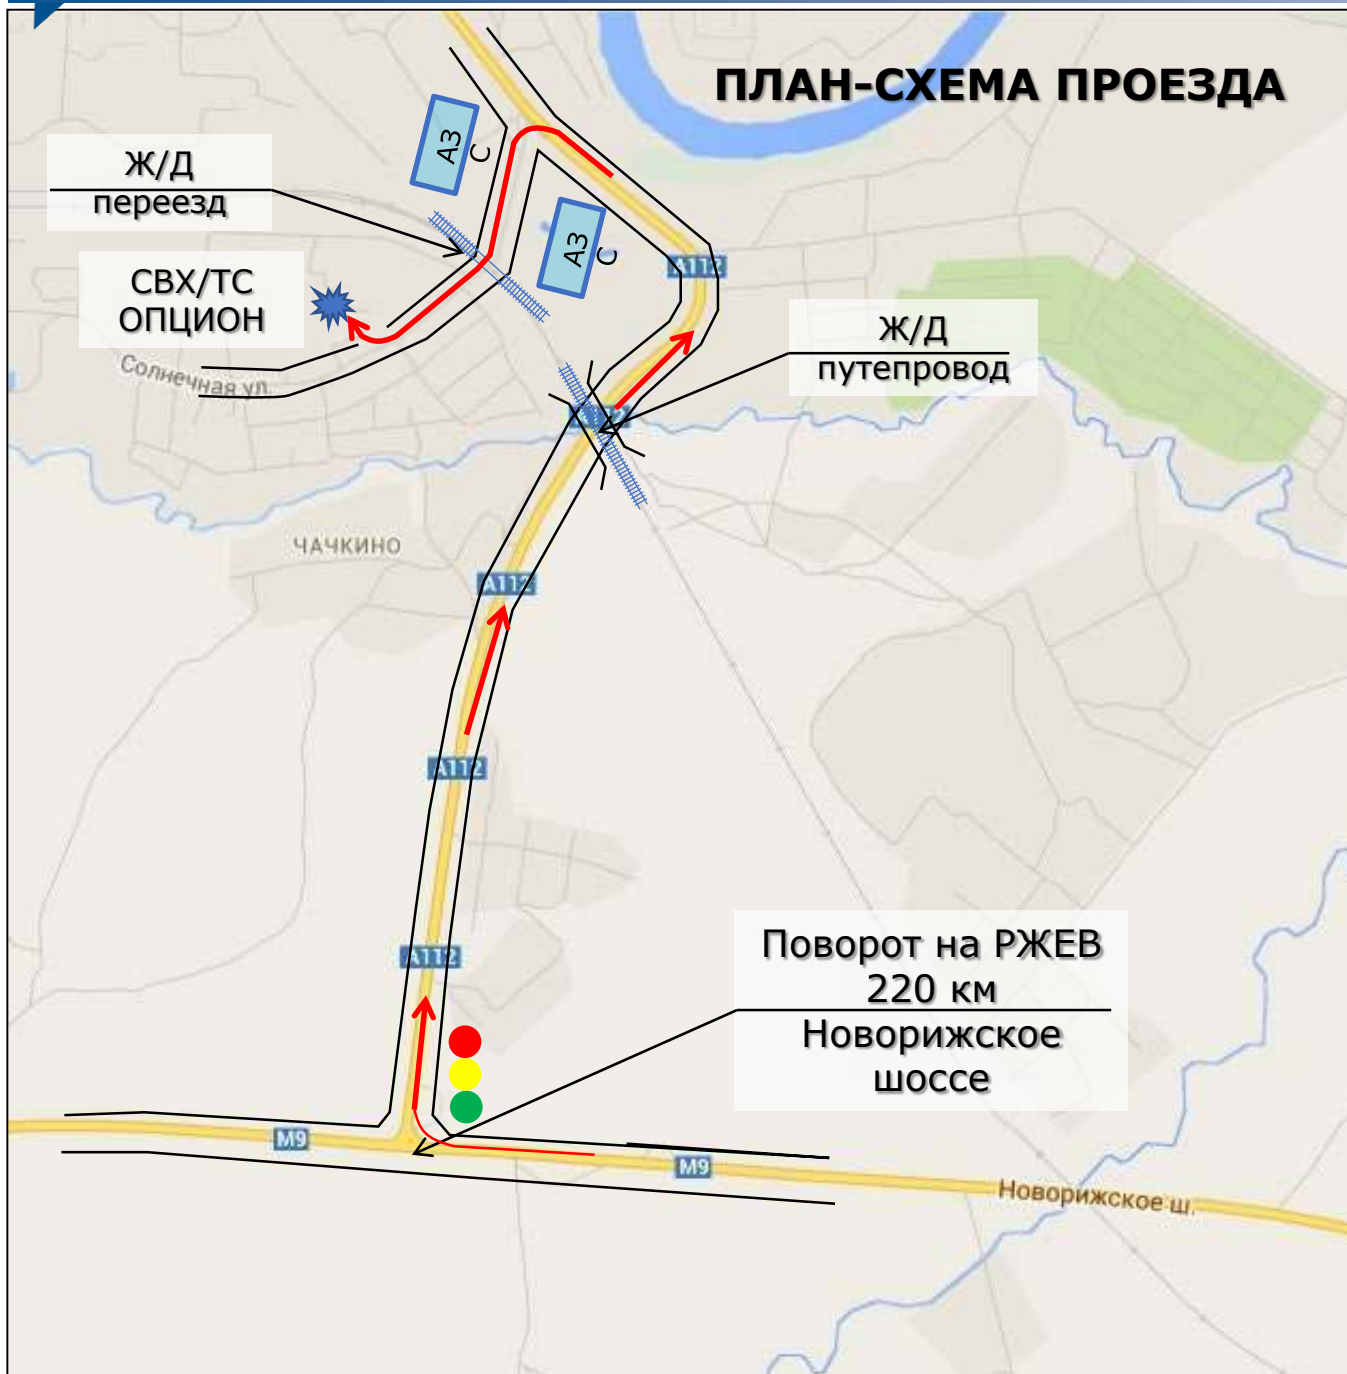 ПЛАН-СХЕМА ПРОЕЗДА
АЗ
С
Ж/Д
переезд
АЗ
С
А112
СВХ/ТС
ОПЦИОН
Ж/Д
путепровод
Солнечная ул.
ЧАЧКИНО
А112
А112
А112
Поворот на РЖЕВ
220 км
Новорижское
шоссе
М9
М9
Новорижское ш.